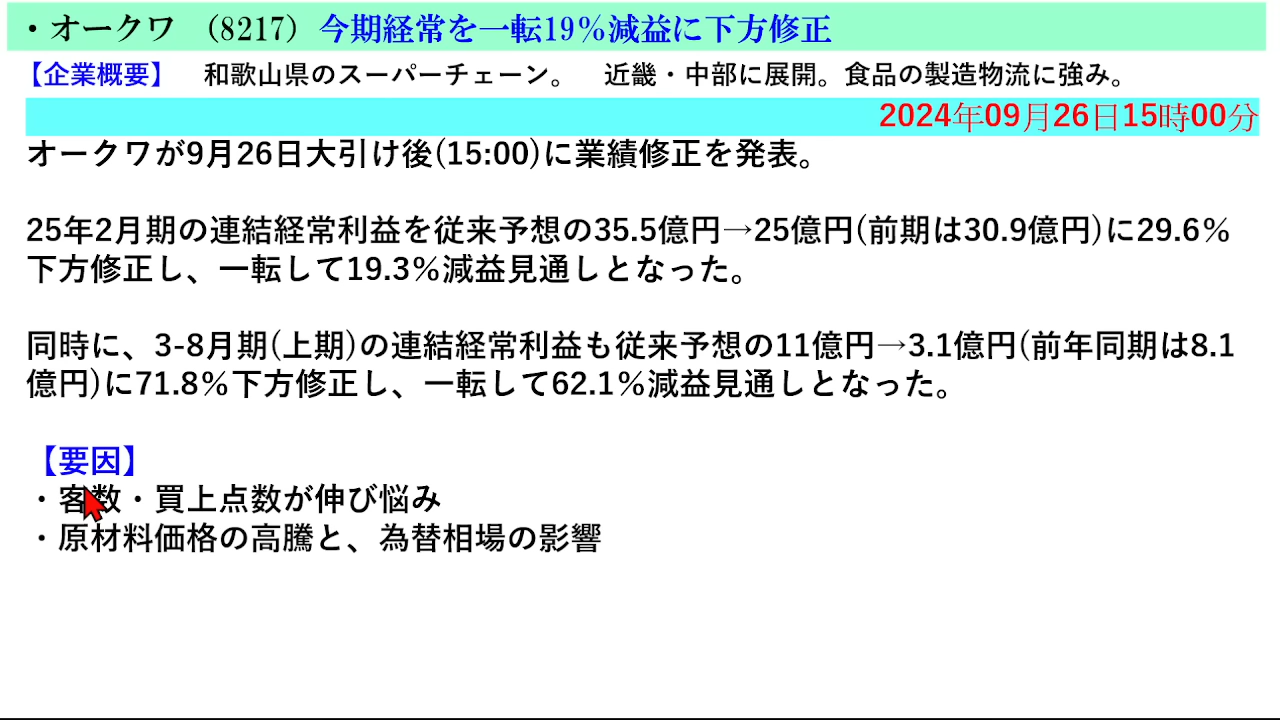 ・オークワ （8217）今期経常を一転19％減益に下方修正
【企業概要】 和歌山県のスーパーチェーン。 近畿・中部に展開。食品の製造物流に強み。
2024年09月26日15時00分
オークワが9月26日大引け後(15:00)に業績修正を発表。
25年2月期の連結経常利益を従来予想の35.5億円→25億円(前期は30.9億円)に29.6％
下方修正し、一転して19.3％減益見通しとなった。
同時に、3-8月期(上期)の連結経常利益も従来予想の11億円→3.1億円(前年同期は8.1
億円)に71.8％下方修正し、一転して62.1％減益見通しとなった。
【要因】
・客数・買上点数が伸び悩み
・原材料価格の高騰と、為替相場の影響